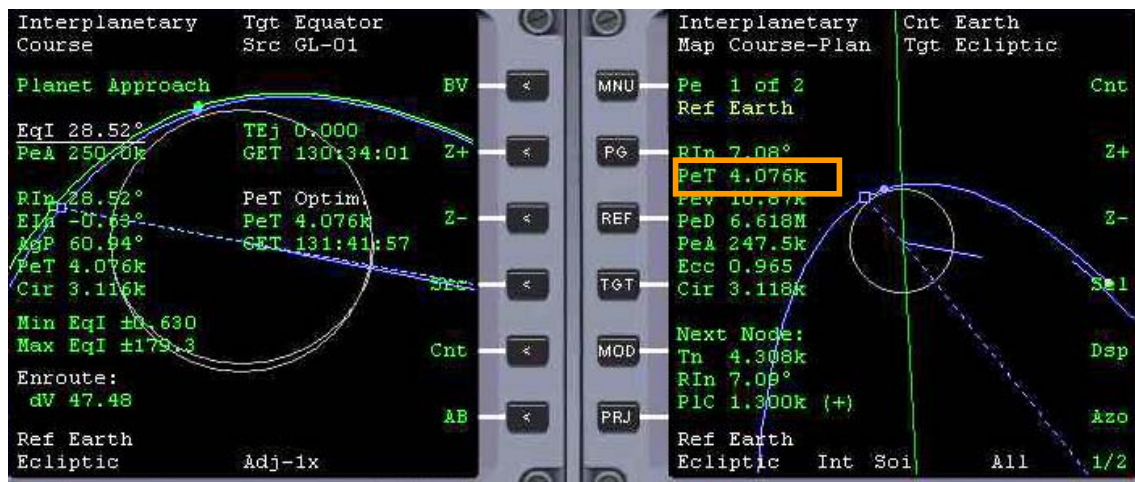 Interplanetary Tgt Equator
Course Src GL-01
Planet Approach BV
EqI 28.52° TEj 0.000
PeA 250.0k GET 130:34:01 Z+
RIn 28.52° PeT Optim.
EIn -0.63° PeT 4.076k Z-
AgP 60.94° GET 131:41:57
PeT 4.076k
Cir 3.116k Src
Min EqI ±0.630
Max EqI ±179.3 Cnt
Enroute:
dV 47.48
AB
Ref Earth
Ecliptic Adj-1x
<
<
<
<
<
<
MNU
PG
REF
TGT
MOD
PRJ
Interplanetary Cnt Earth
Map Course-Plan Tgt Ecliptic
Pe 1 of 2 Cnt
Ref Earth
RIn 7.08° Z+
PeT 4.076k
PeV 10.87k
PeD 6.618M Z-
PeA 247.5k
Ecc 0.965
Cir 3.118k Sel
Next Node:
Tn 4.308k Dsp
RIn 7.09°
PlC 1.300k (+) Azo
Ref Earth
Ecliptic Int Soi All 1/2